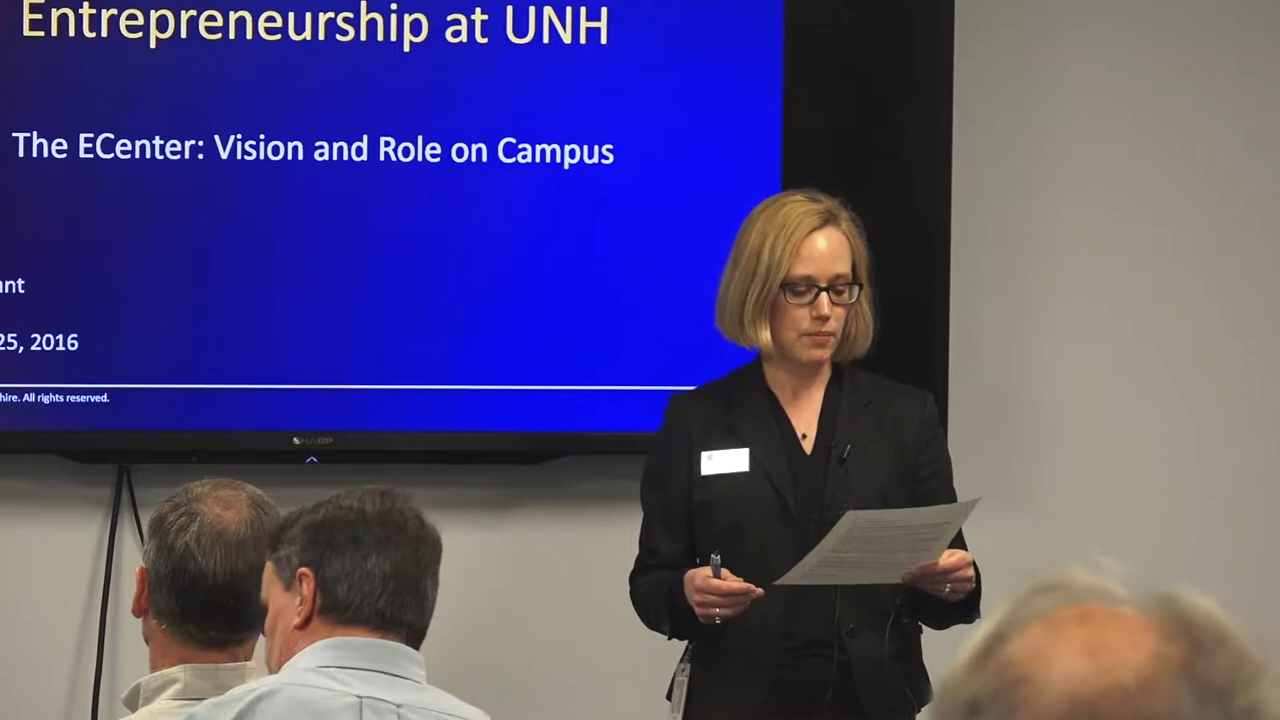 Entrepreneurship at UNH
The ECenter: Vision and Role on Campus
ant
25, 2016
hire. All rights reserved.
SHARP